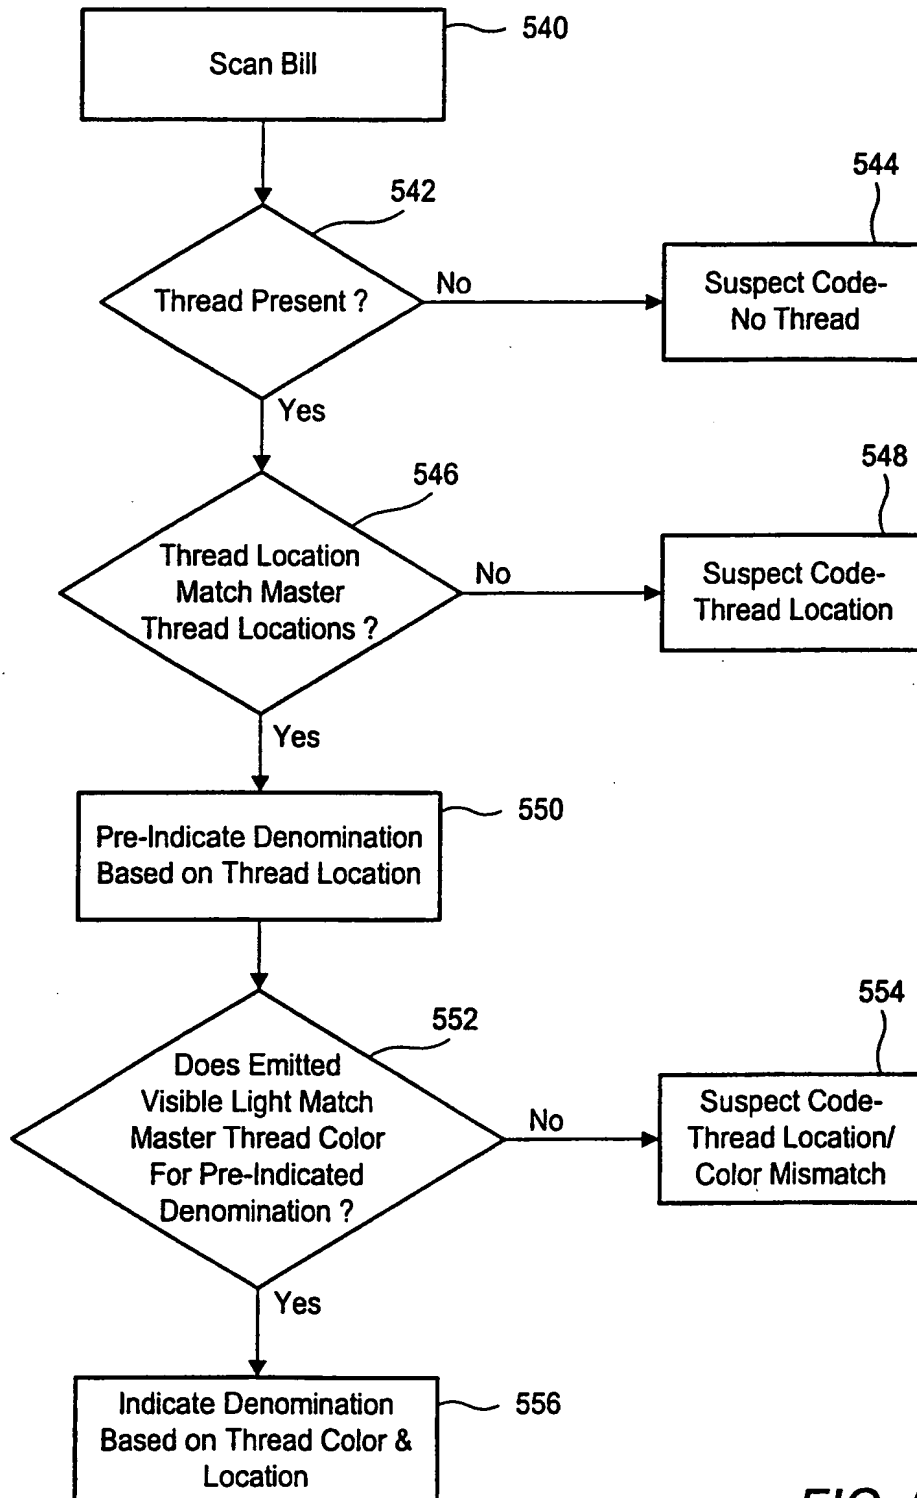 Scan Bill
540
542
Thread Present ?
No
544
Suspect Code-
No Thread
Yes
546
Thread Location
Match Master
Thread Locations ?
No
548
Suspect Code-
Thread Location
Yes
Pre-Indicate Denomination
Based on Thread Location
550
552
Does Emitted
Visible Light Match
Master Thread Color
For Pre-Indicated
Denomination ?
No
554
Suspect Code-
Thread Location/
Color Mismatch
Yes
Indicate Denomination
Based on Thread Color &
Location
556